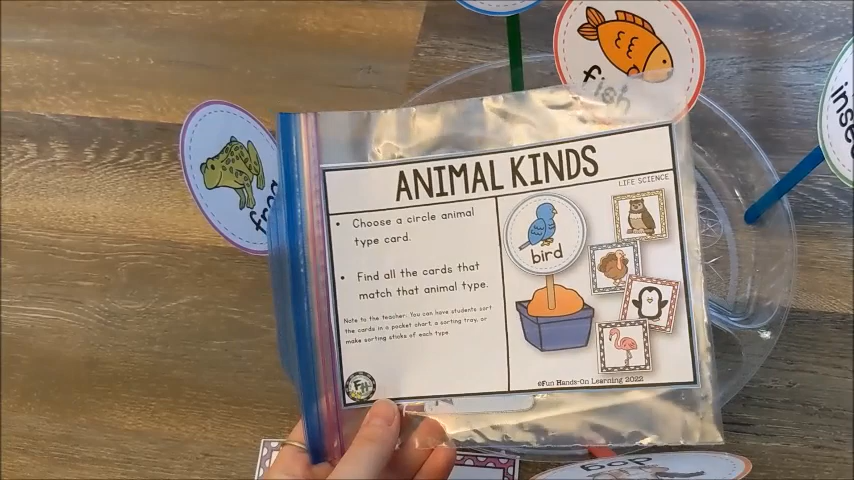 fish
insec
frog
ANIMAL KINDS
LIFE SCIENCE
• Choose a circle animal
type card.
• Find all the cards that
match that animal type.
Note to the teacher: You can have students sort
the cards in a pocket chart, a sorting tray, or
make sorting sticks of each type
bird
FH
©Fun Hands-On Learning 2022
dog